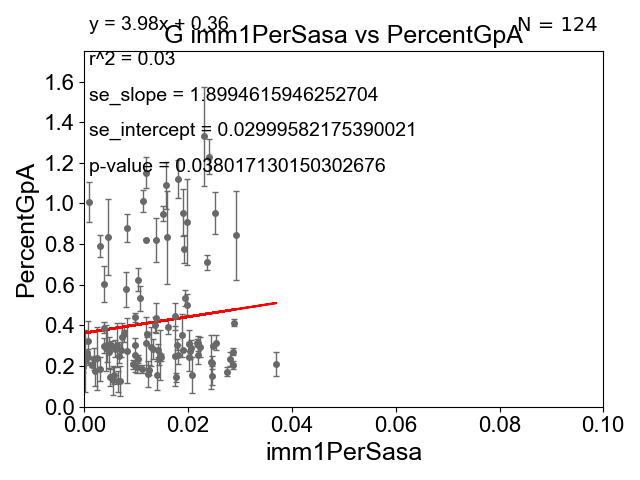 y = 3.98x + 0.36
N = 124
G imm1PerSasa vs PercentGpA
r^2 = 0.03
se_slope = 1.8994615946252704
se_intercept = 0.02999582175390021
p-value = 0.038017130150302676
PercentGpA
1.6
1.4
1.2
1.0
0.8
0.6
0.4
0.2
0.0
0.00 0.02 0.04 0.06 0.08 0.10
imm1PerSasa